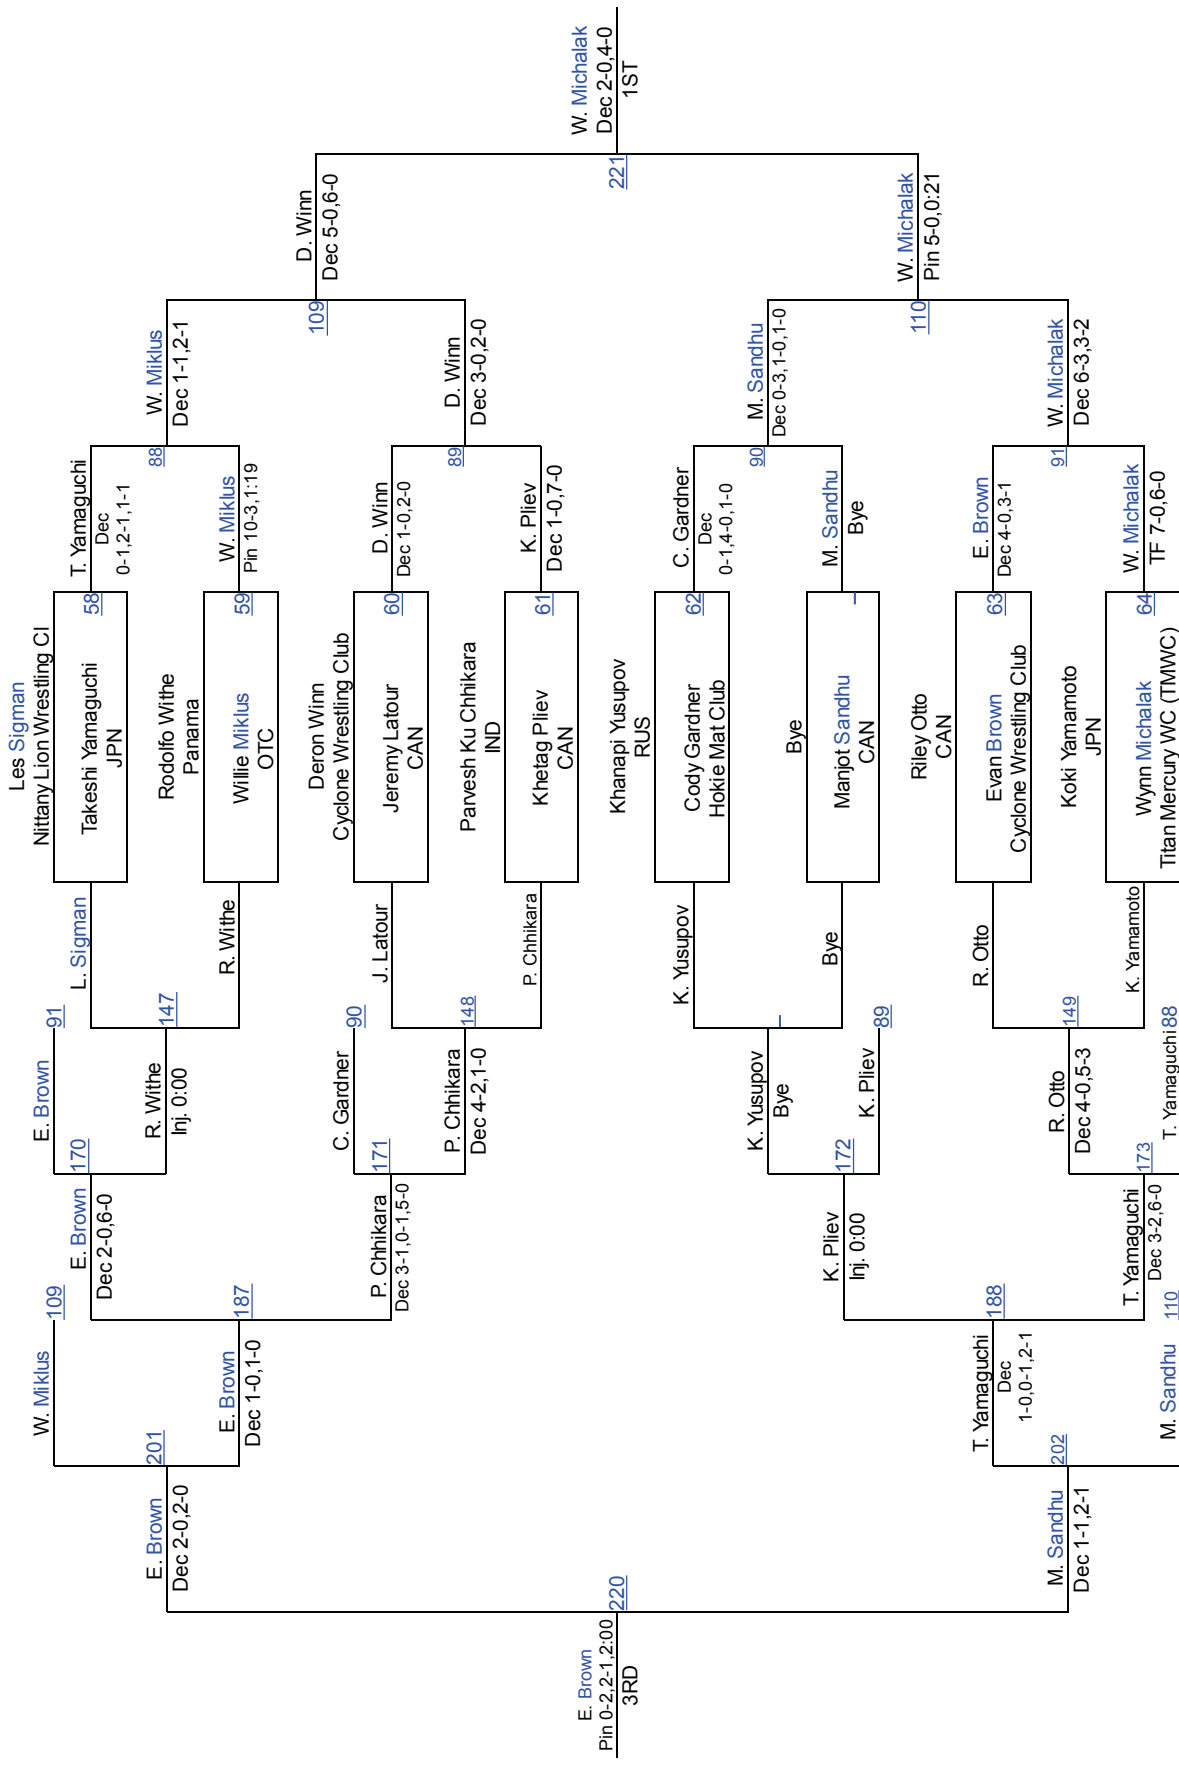 Les Sigman
Nittany Lion Wrestling Cl
58
Takeshi Yamaguchi
JPN
Rodolfo Withe
Panama
59
Willie Miklus
OTC
Deron Winn
Cyclone Wrestling Club
60
Jeremy Latour
CAN
Parvesh Ku Chhikara
IND
61
Khetag Pliev
CAN
Khanapi Yusupov
RUS
62
Cody Gardner
Hokie Mat Club
Bye
Manjot Sandhu
CAN
Riley Otto
CAN
63
Evan Brown
Cyclone Wrestling Club
Koki Yamamoto
JPN
64
Wynn Michalak
Titan Mercury WC (TMWC)
T. Yamaguchi
Dec
0-1,2-1,1-1
88
W. Miklus
Pin 10-3,1:19
D. Winn
Dec 1-0,2-0
89
K. Pliev
Dec 1-0,7-0
C. Gardner
Dec
0-1,4-0,1-0
90
M. Sandhu
Bye
E. Brown
Dec 4-0,3-1
91
W. Michalak
TF 7-0,6-0
W. Miklus
Dec 1-1,2-1
109
D. Winn
Dec 3-0,2-0
M. Sandhu
Dec 0-3,1-0,1-0
110
W. Michalak
Dec 6-3,3-2
D. Winn
Dec 5-0,6-0
221
W. Michalak
Pin 5-0,0:21
W. Michalak
Dec 2-0,4-0
1ST
L. Sigman
147
R. Withe
J. Latour
148
P. Chhikara
K. Yusupov
Bye
R. Otto
149
K. Yamamoto
E. Brown
91
170
R. Withe
Inj. 0:00
C. Gardner
90
171
P. Chhikara
Dec 4-2,1-0
K. Yusupov
Bye
172
K. Pliev
89
R. Otto
Dec 4-0,5-3
173
T. Yamaguchi
88
E. Brown
Dec 2-0,6-0
187
P. Chhikara
Dec 3-1,0-1,5-0
K. Pliev
Inj. 0:00
188
T. Yamaguchi
Dec 3-2,6-0
W. Miklus
109
201
E. Brown
Dec 1-0,1-0
T. Yamaguchi
Dec
1-0,0-1,2-1
202
M. Sandhu
110
E. Brown
Dec 2-0,2-0
220
M. Sandhu
Dec 1-1,2-1
E. Brown
Pin 0-2,2-1,2:00
3RD